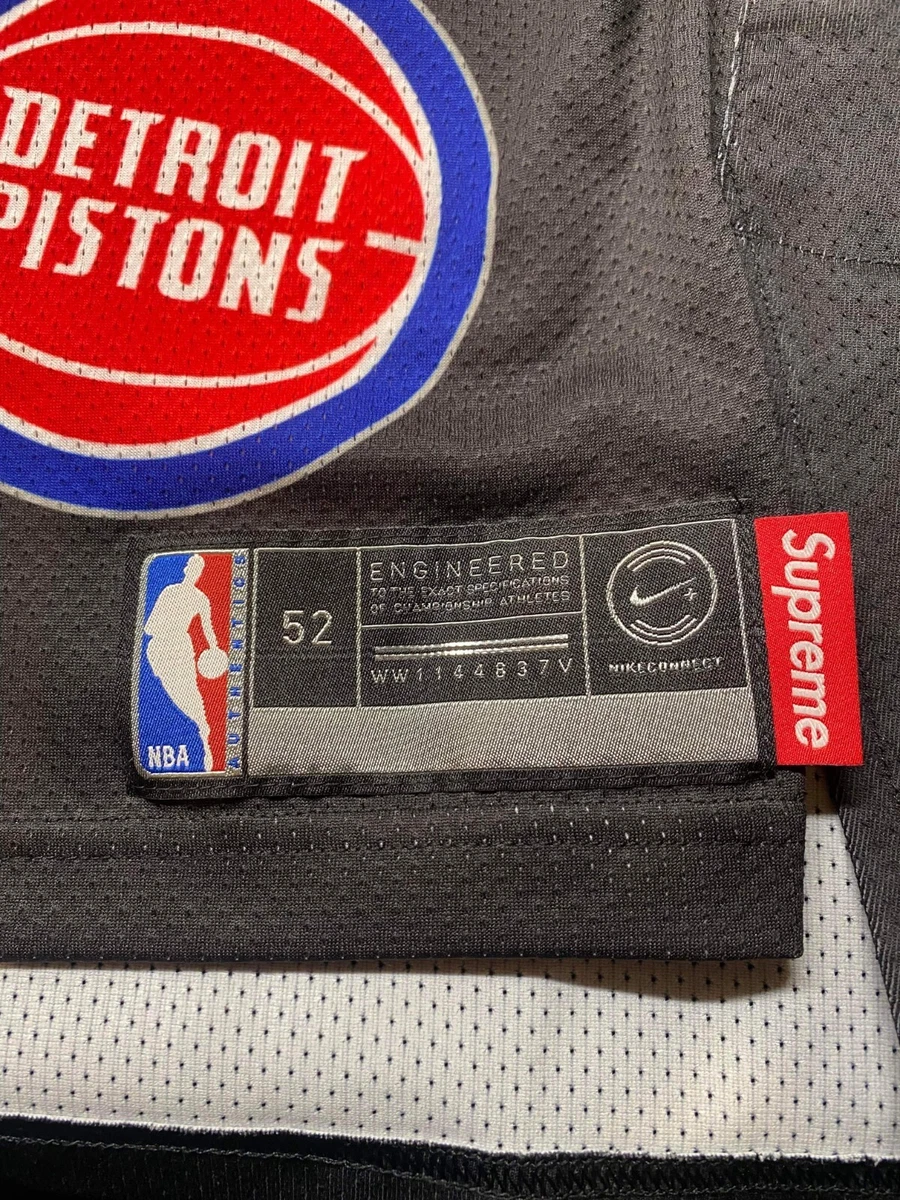 DETROIT
PISTONS
NBA
AUTHENTICS
52
ENGINEERED
TO THE EXACT SPECIFICATIONS
OF CHAMPIONSHIP ATHLETES
WW1144837V
NIKECONNECT
Supreme